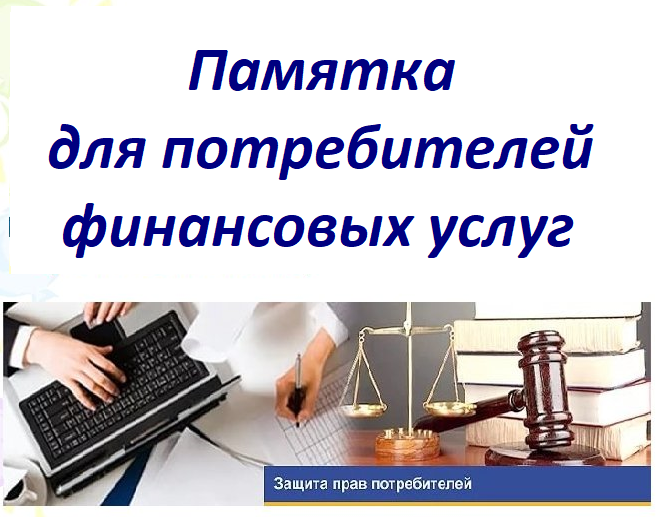 Памятка
для потребителей
финансовых услуг
Защита прав потребителей